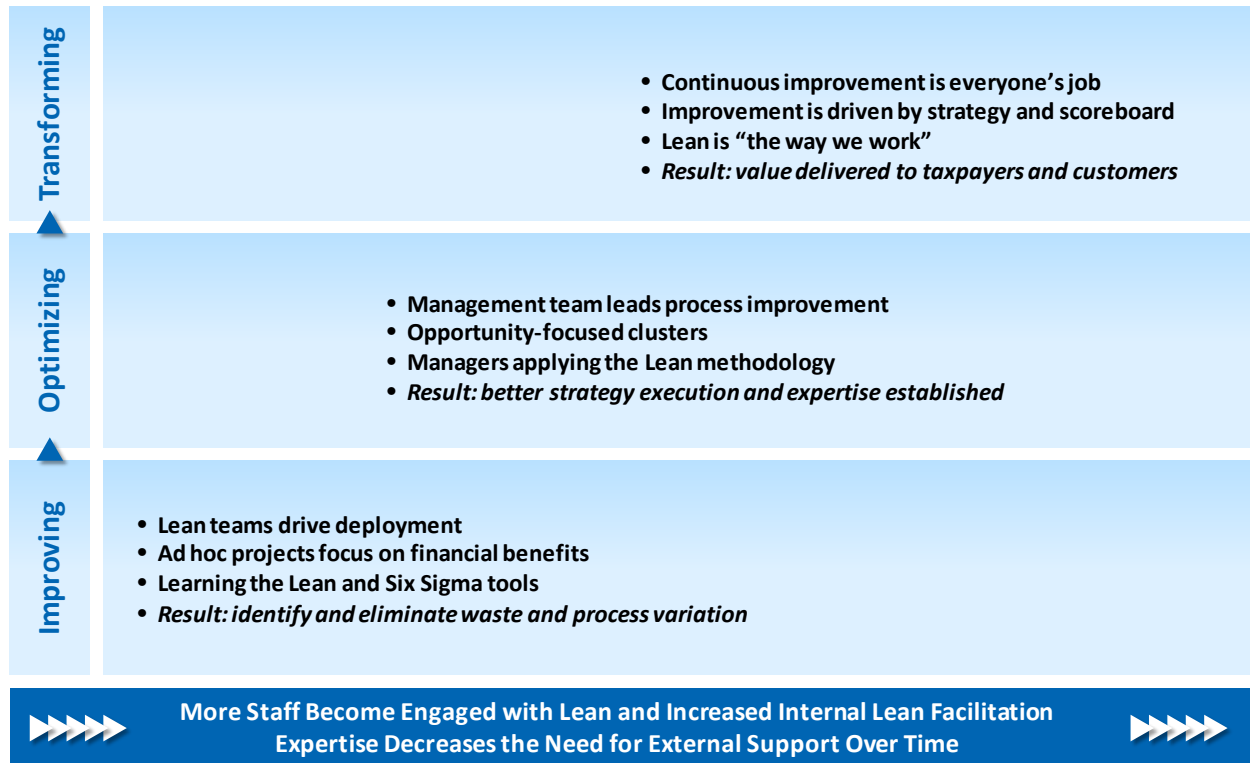 Transforming
• Continuous improvement is everyone's job
• Improvement is driven by strategy and scoreboard
• Lean is “the way we work”
• Result: value delivered to taxpayers and customers
Optimizing
• Management team leads process improvement
• Opportunity-focused clusters
• Managers applying the Lean methodology
• Result: better strategy execution and expertise established
Improving
• Lean teams drive deployment
• Ad hoc projects focus on financial benefits
• Learning the Lean and Six Sigma tools
• Result: identify and eliminate waste and process variation
More Staff Become Engaged with Lean and Increased Internal Lean Facilitation
Expertise Decreases the Need for External Support Over Time